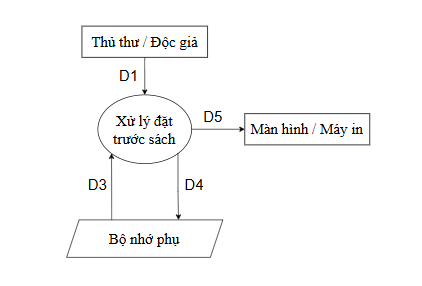 Thủ thư / Độc giả
D1
Xử lý đặt
trước sách
D5
Màn hình / Máy in
D3
D4
Bộ nhớ phụ